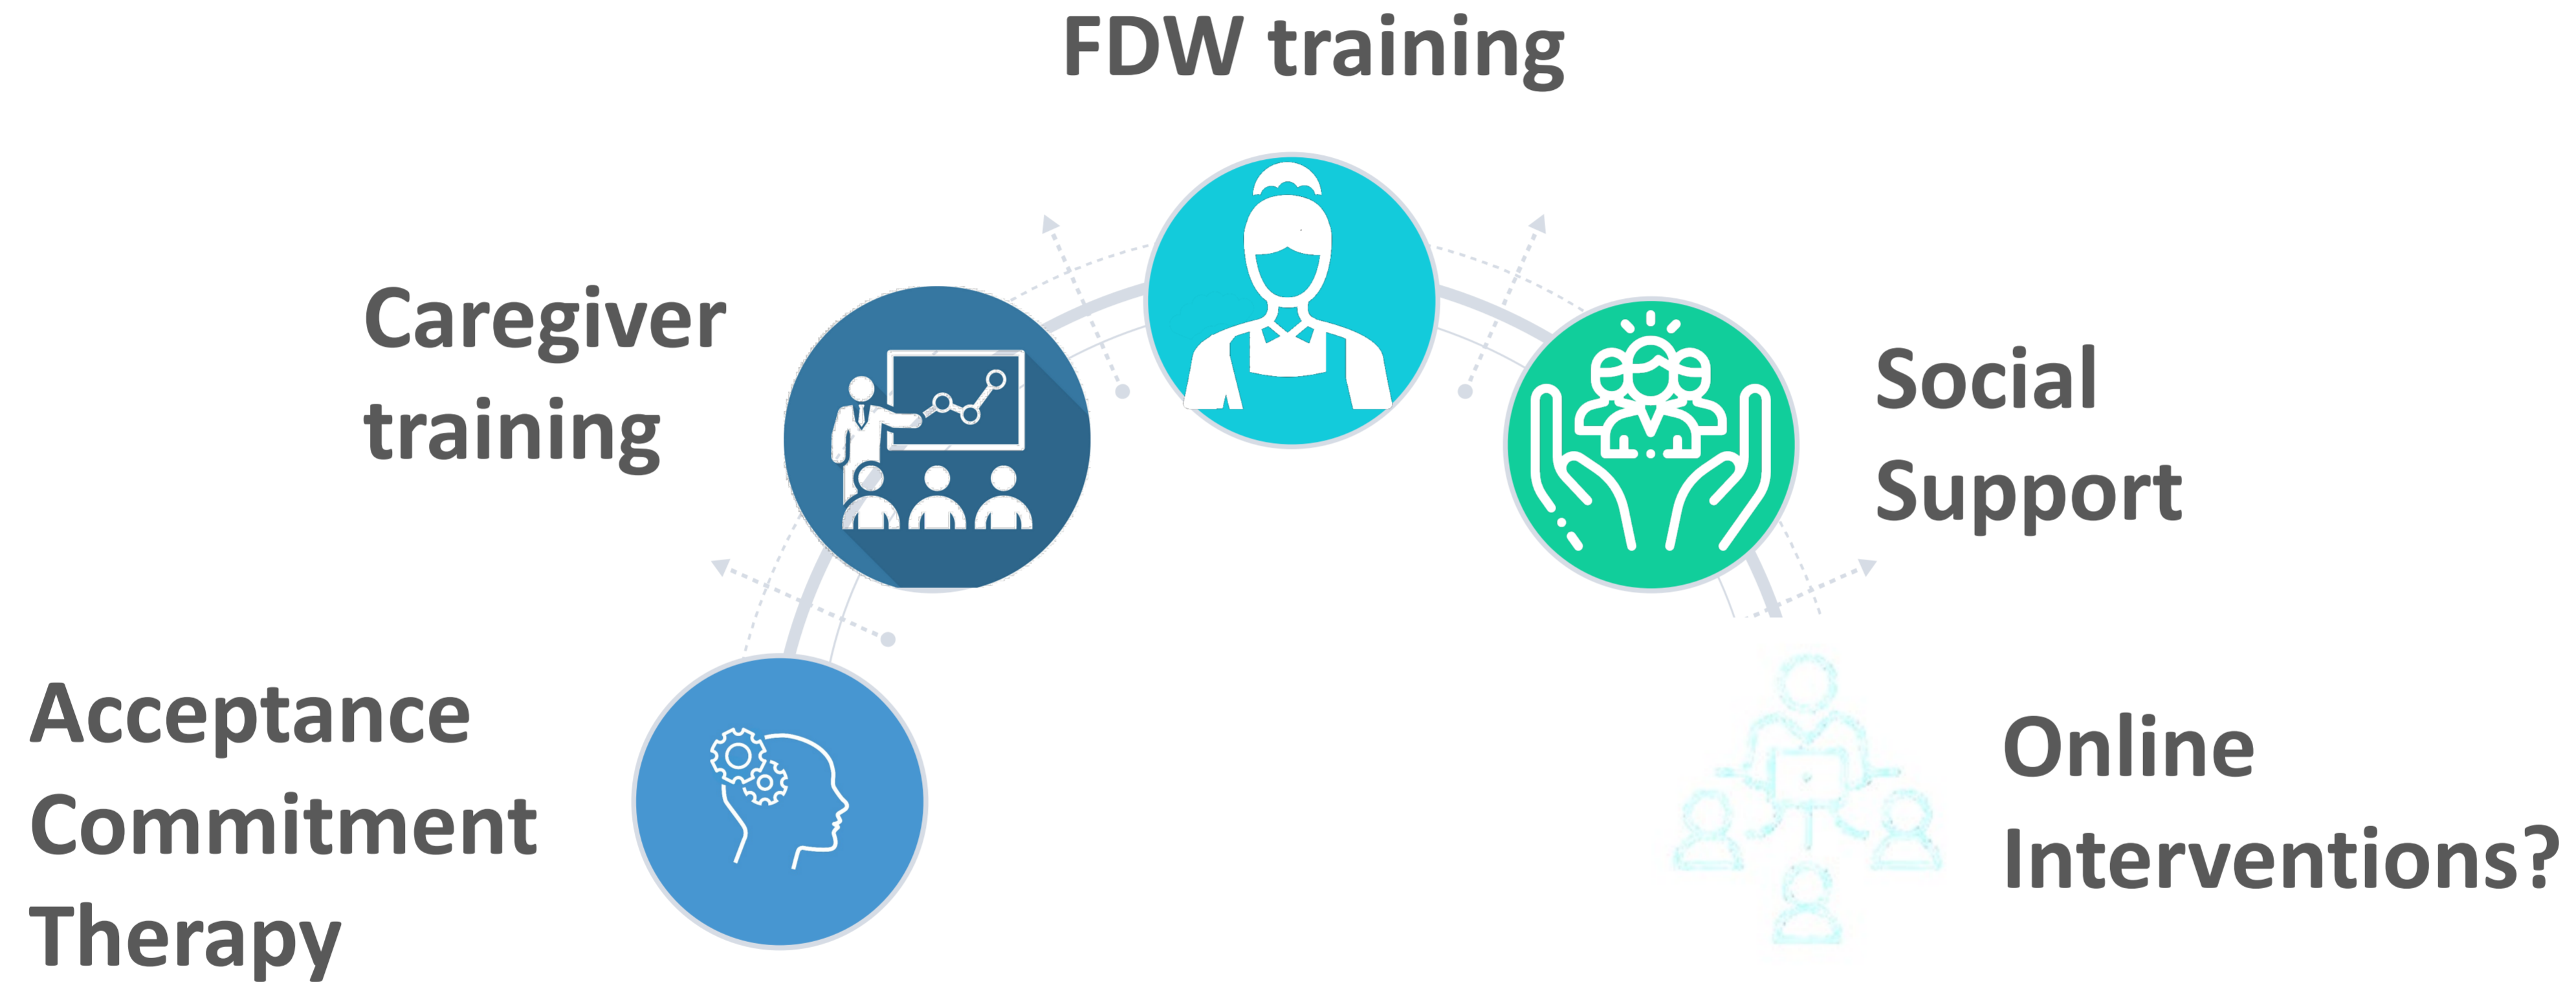 FDW training
Caregiver
training
Social
Support
Acceptance
Commitment
Therapy
Online
Interventions?